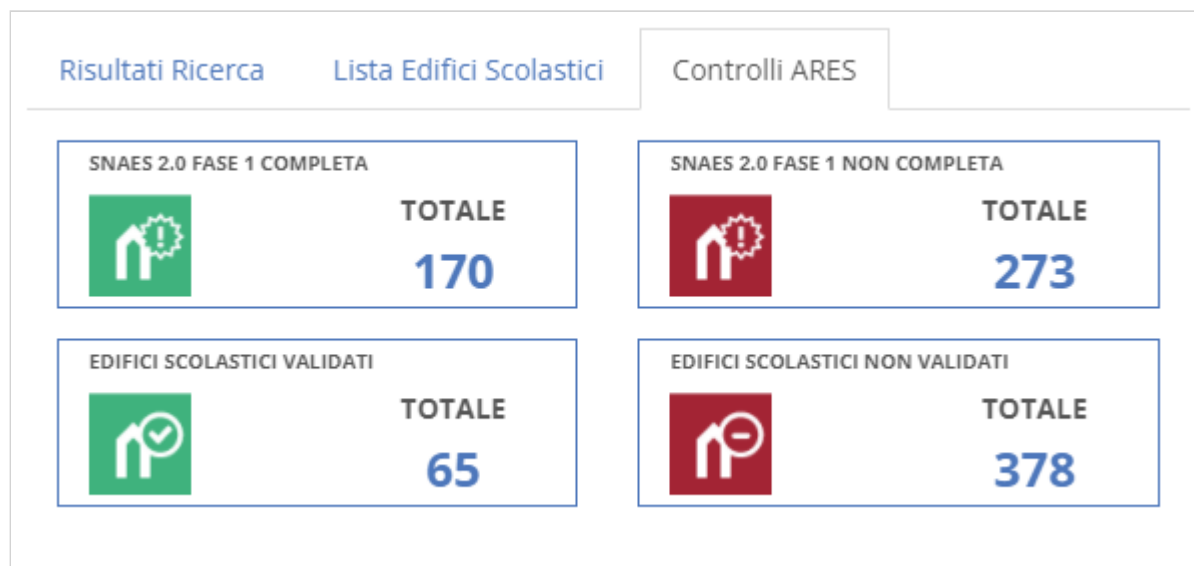 Risultati Ricerca Lista Edifici Scolastici Controlli ARES
SNAES 2.0 FASE 1 COMPLETA
TOTALE
170
SNAES 2.0 FASE 1 NON COMPLETA
TOTALE
273
EDIFICI SCOLASTICI VALIDATI
TOTALE
65
EDIFICI SCOLASTICI NON VALIDATI
TOTALE
378